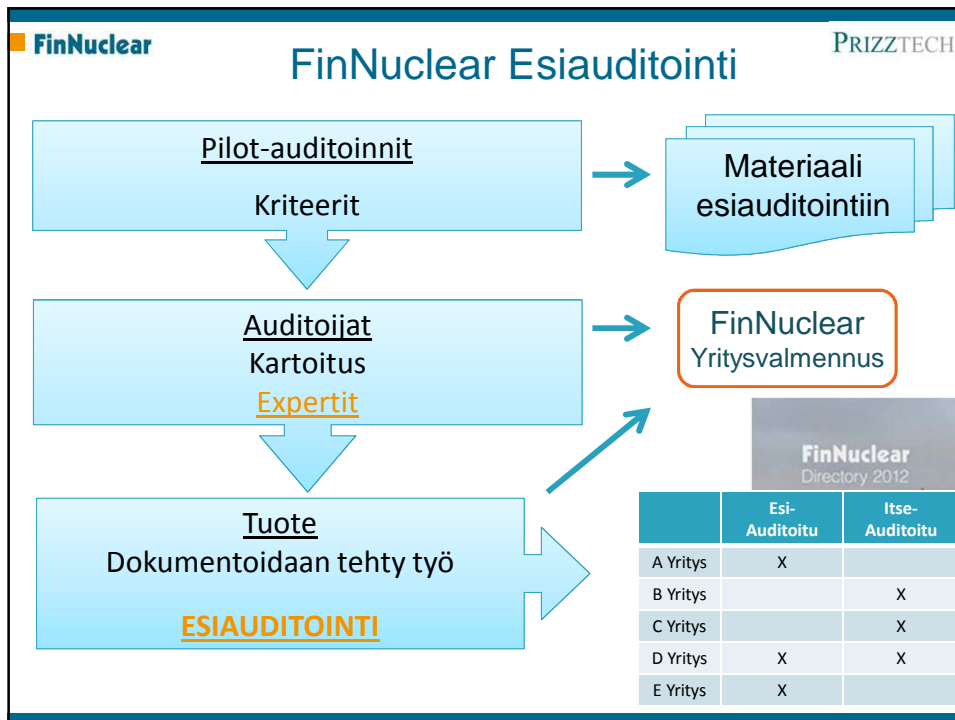 FinNuclear
PRIZZTECH
FinNuclear Esiauditointi
Pilot-auditoinnit
Kriteerit
Materiaali
esiauditointiin
Auditoijat
Kartoitus
Expertit
FinNuclear
Yritysvalmennus
Tuote
Dokumentoidaan tehty työ
ESIAUDITOINTI
FinNuclear
Directory 2012
Esi- Itse-
Auditoitu Auditoitu
A Yritys X
B Yritys X
C Yritys X
D Yritys X X
E Yritys X